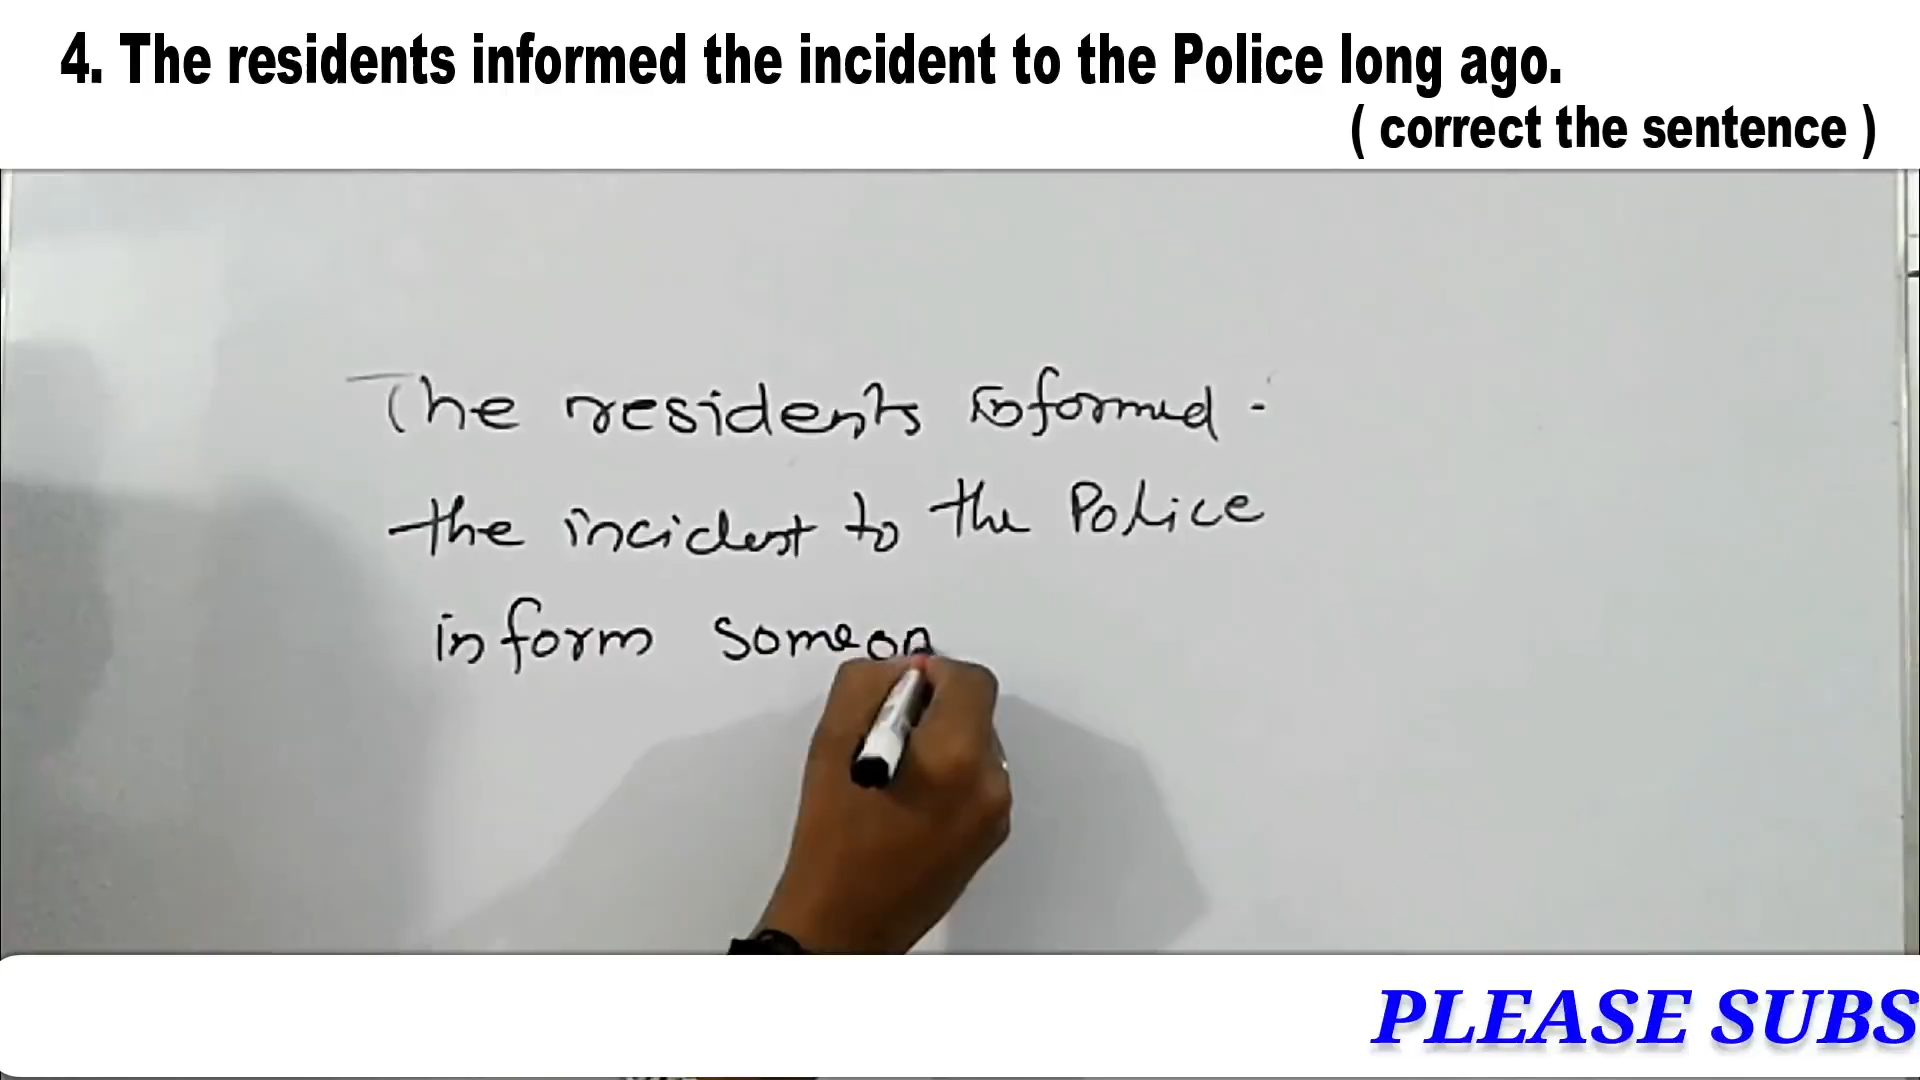 4. The residents informed the incident to the Police long ago.
( correct the sentence )
The residents informed -
the incident to the Police
inform someon
PLEASE SUBS